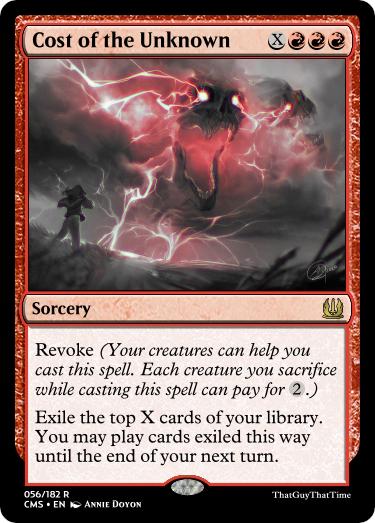 Cost of the Unknown X
Sorcery
Revoke (Your creatures can help you
cast this spell. Each creature you sacrifice
while casting this spell can pay for 2.)
Exile the top X cards of your library.
You may play cards exiled this way
until the end of your next turn.
056/182 R
CMS • EN Annie Doyon
ThatGuyThatTime